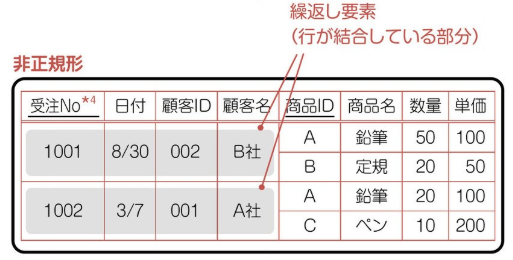 繰返し要素
(行が結合している部分)
非正規形
受注No*4 日付 顧客ID 顧客名 商品ID 商品名 数量 単価
1001 8/30 002 B社 A 鉛筆 50 100
B 定規 20 50
1002 3/7 001 A社 A 鉛筆 20 100
C ペン 10 200